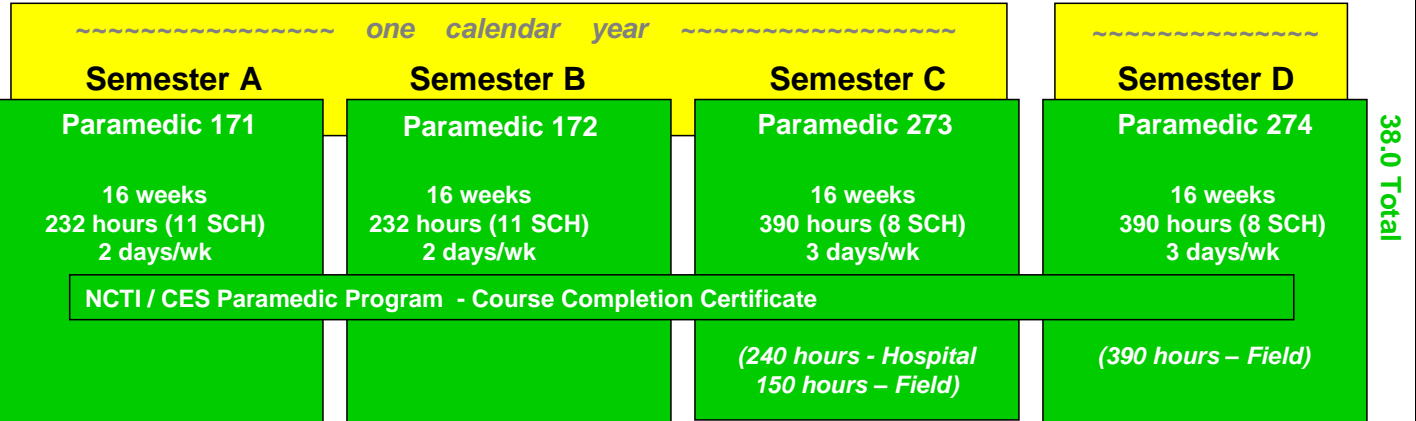 ~~~~~~~~~~~~~~~~ one calendar year ~~~~~~~~~~~~~~~~~
~~~~~~~~~~~~~~
Semester A
Semester B
Semester C
Semester D
Paramedic 171
16 weeks
232 hours (11 SCH)
2 days/wk
Paramedic 172
16 weeks
232 hours (11 SCH)
2 days/wk
Paramedic 273
16 weeks
390 hours (8 SCH)
3 days/wk
Paramedic 274
16 weeks
390 hours (8 SCH)
3 days/wk
38.0 Total
NCTI / CES Paramedic Program - Course Completion Certificate
(240 hours - Hospital
150 hours – Field)
(390 hours – Field)